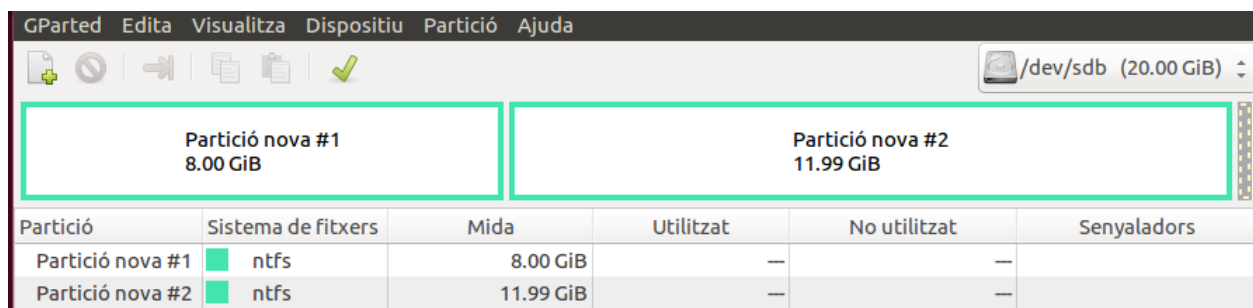 GParted Edita Visualitza Dispositiu Partició Ajuda
/dev/sdb (20.00 GiB)
Partició nova #1
8.00 GiB
Partició nova #2
11.99 GiB
Partició Sistema de fitxers Mida Utilitzat No utilitzat Senyaladors
Partició nova #1 ntfs 8.00 GiB --- ---
Partició nova #2 ntfs 11.99 GiB --- ---